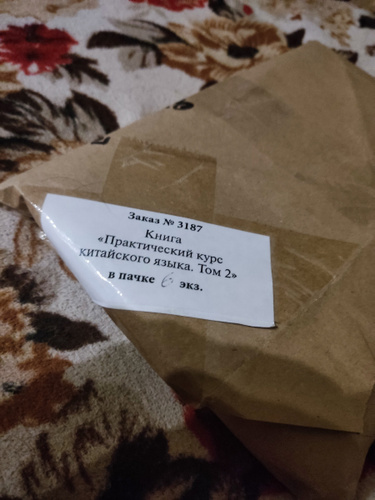 Заказ № 3187
Книга
«Практический курс
китайского языка. Том 2»
в пачке 6 экз.